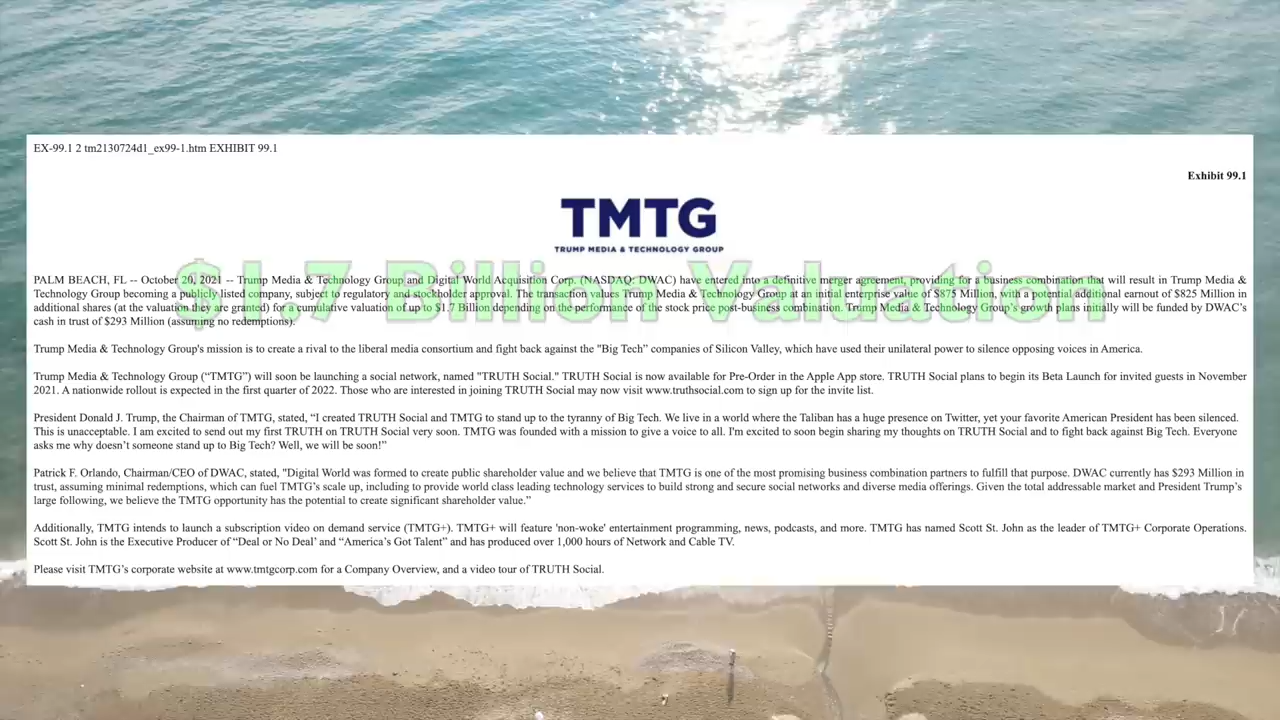 EX-99.1 2 tm2130724d1_ex99-1.htm EXHIBIT 99.1
Exhibit 99.1
TMTG
TRUMP MEDIA & TECHNOLOGY GROUP
$1.7 Billion Valuation
PALM BEACH, FL -- October 20, 2021 -- Trump Media & Technology Group and Digital World Acquisition Corp. (NASDAQ: DWAC) have entered into a definitive merger agreement, providing for a business combination that will result in Trump Media &
Technology Group becoming a publicly listed company, subject to regulatory and stockholder approval. The transaction values Trump Media & Technology Group at an initial enterprise value of $875 Million, with a potential additional earnout of $825 Million in
additional shares (at the valuation they are granted) for a cumulative valuation of up to $1.7 Billion depending on the performance of the stock price post-business combination. Trump Media & Technology Group's growth plans initially will be funded by DWAC's
cash in trust of $293 Million (assuming no redemptions).
Trump Media & Technology Group's mission is to create a rival to the liberal media consortium and fight back against the "Big Tech" companies of Silicon Valley, which have used their unilateral power to silence opposing voices in America.
Trump Media & Technology Group ("TMTG") will soon be launching a social network, named "TRUTH Social." TRUTH Social is now available for Pre-Order in the Apple App store. TRUTH Social plans to begin its Beta Launch for invited guests in November
2021. A nationwide rollout is expected in the first quarter of 2022. Those who are interested in joining TRUTH Social may now visit www.truthsocial.com to sign up for the invite list.
President Donald J. Trump, the Chairman of TMTG, stated, "I created TRUTH Social and TMTG to stand up to the tyranny of Big Tech. We live in a world where the Taliban has a huge presence on Twitter, yet your favorite American President has been silenced.
This is unacceptable. I am excited to send out my first TRUTH on TRUTH Social very soon. TMTG was founded with a mission to give a voice to all. I'm excited to soon begin sharing my thoughts on TRUTH Social and to fight back against Big Tech. Everyone
asks me why doesn't someone stand up to Big Tech? Well, we will be soon!"
Patrick F. Orlando, Chairman/CEO of DWAC, stated, "Digital World was formed to create public shareholder value and we believe that TMTG is one of the most promising business combination partners to fulfill that purpose. DWAC currently has $293 Million in
trust, assuming minimal redemptions, which can fuel TMTG's scale up, including to provide world class leading technology services to build strong and secure social networks and diverse media offerings. Given the total addressable market and President Trump's
large following, we believe the TMTG opportunity has the potential to create significant shareholder value."
Additionally, TMTG intends to launch a subscription video on demand service (TMTG+). TMTG+ will feature 'non-woke' entertainment programming, news, podcasts, and more. TMTG has named Scott St. John as the leader of TMTG+ Corporate Operations.
Scott St. John is the Executive Producer of "Deal or No Deal' and "America's Got Talent" and has produced over 1,000 hours of Network and Cable TV.
Please visit TMTG's corporate website at www.tmtgcorp.com for a Company Overview, and a video tour of TRUTH Social.